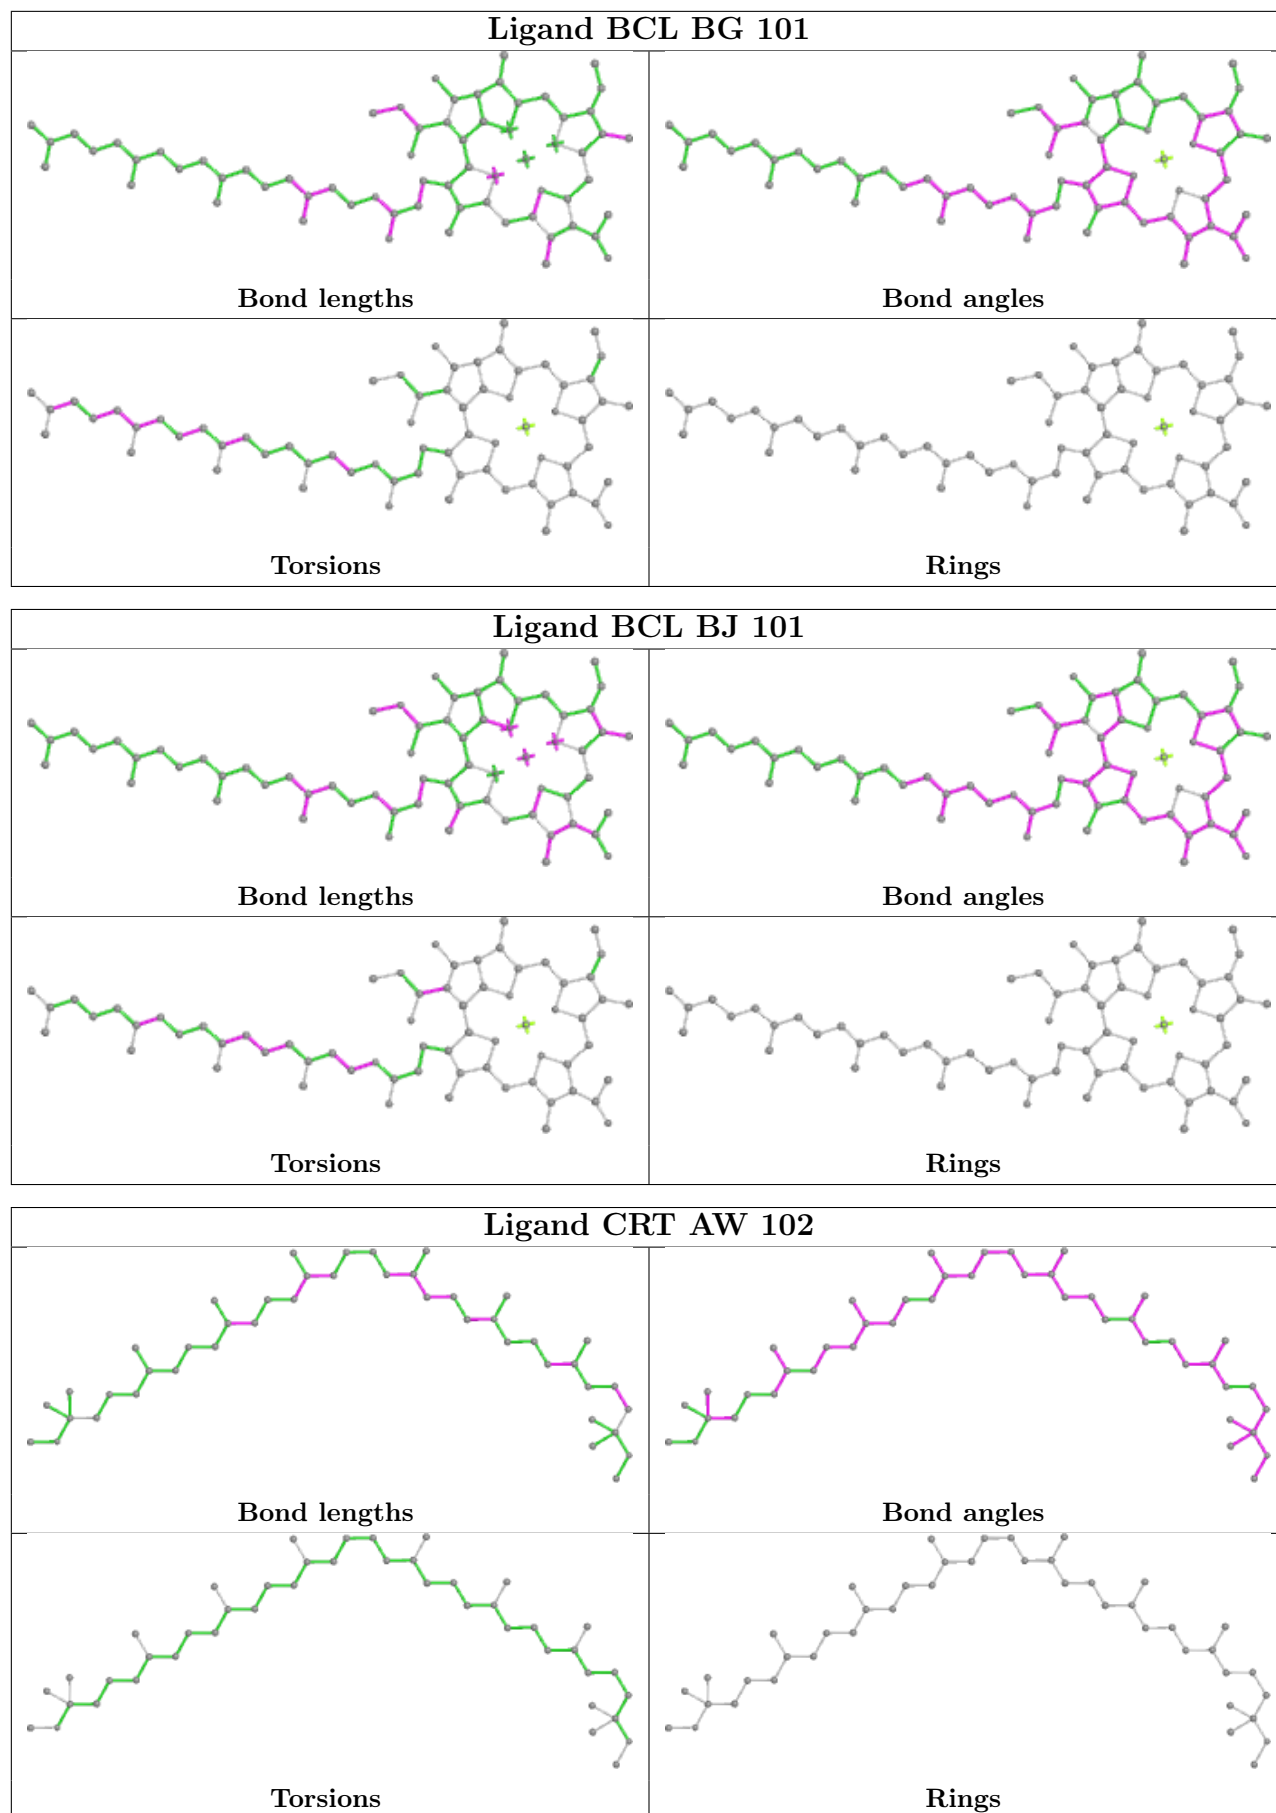 Ligand BCL BG 101
Bond lengths
Bond angles
Torsions
Rings
Ligand BCL BJ 101
Bond lengths
Bond angles
Torsions
Rings
Ligand CRT AW 102
Bond lengths
Bond angles
Torsions
Rings